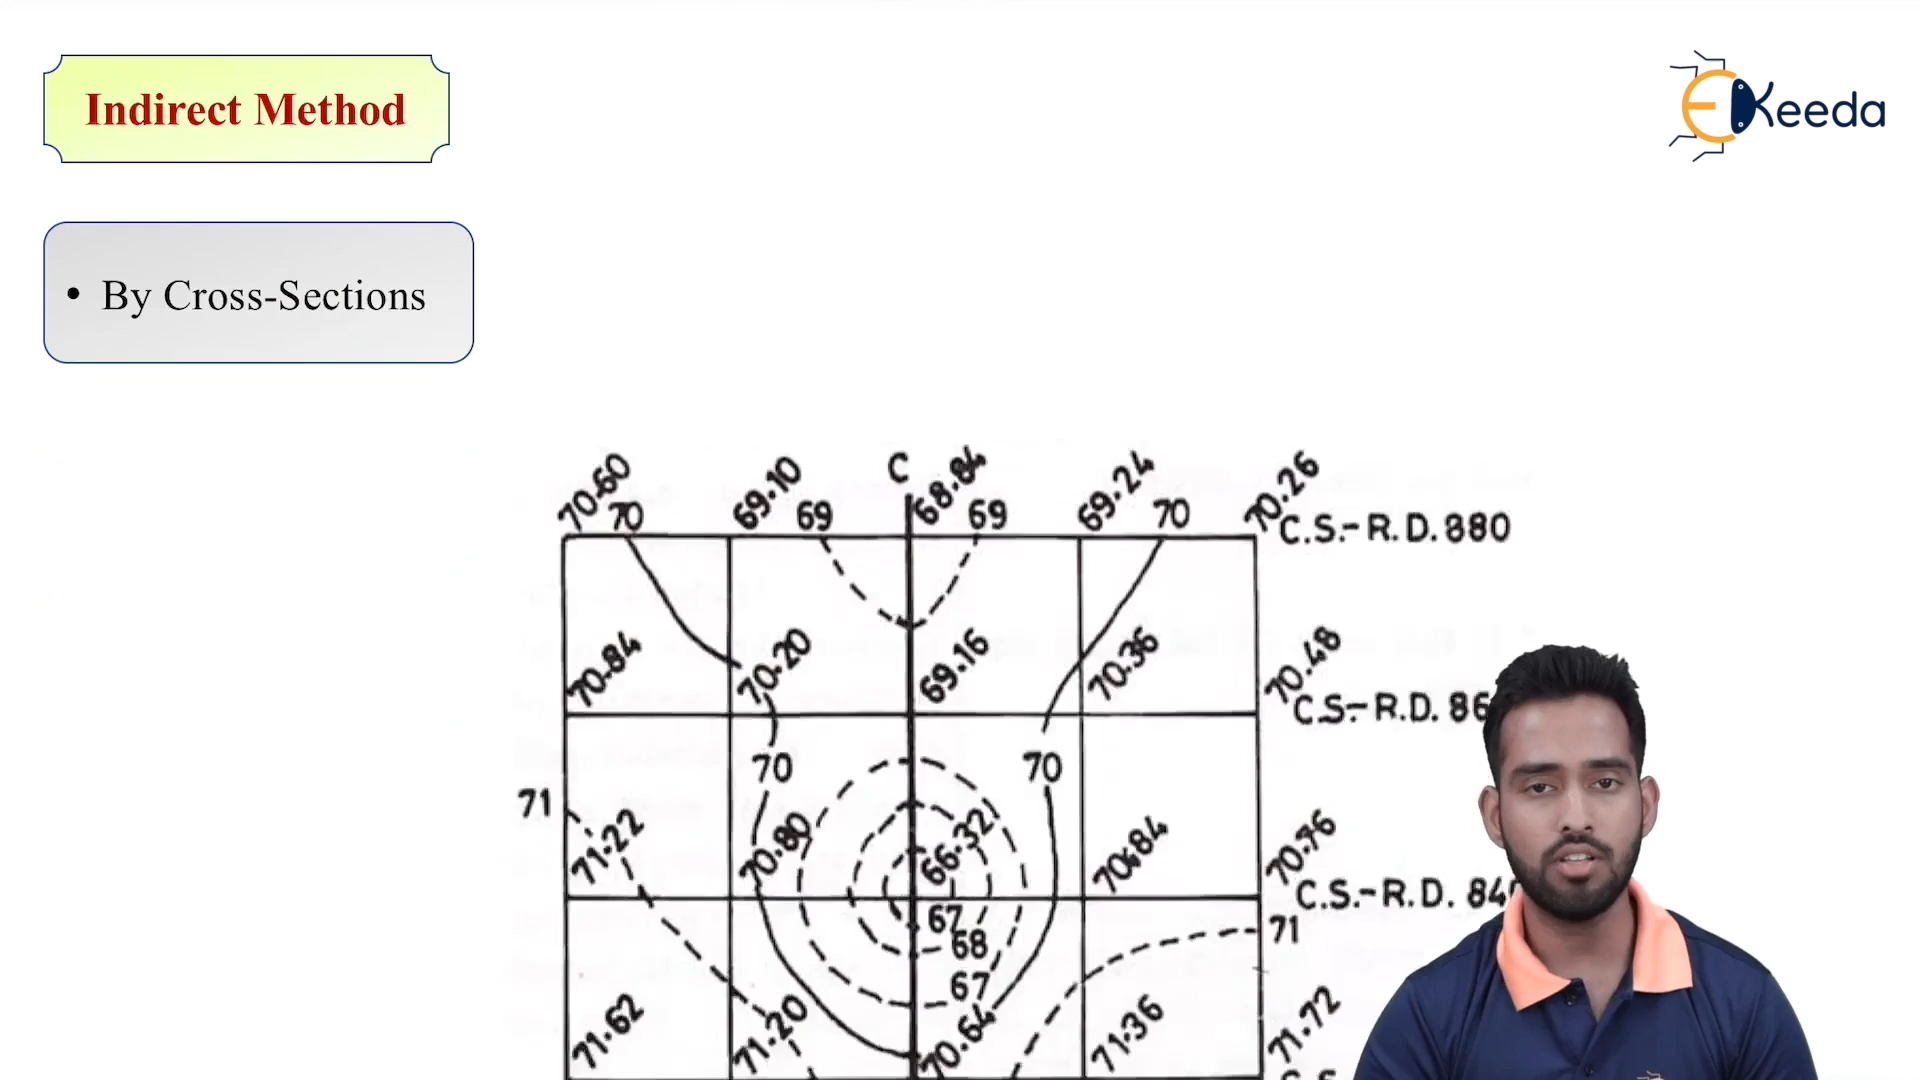 Indirect Method
EKeeda
• By Cross-Sections
70.60 69.10 C 68.84 69.24 70.26
70 69 69 70
C.S.-R.D. 880
70.84 70.20 69.16 70.36 70.48
C.S.-R.D. 86
70 70
71
71.22 70.80 66.32 70.84 70.76
C.S.-R.D. 84
67
71
68
67
71.62 71.20 70.64 71.36 71.72